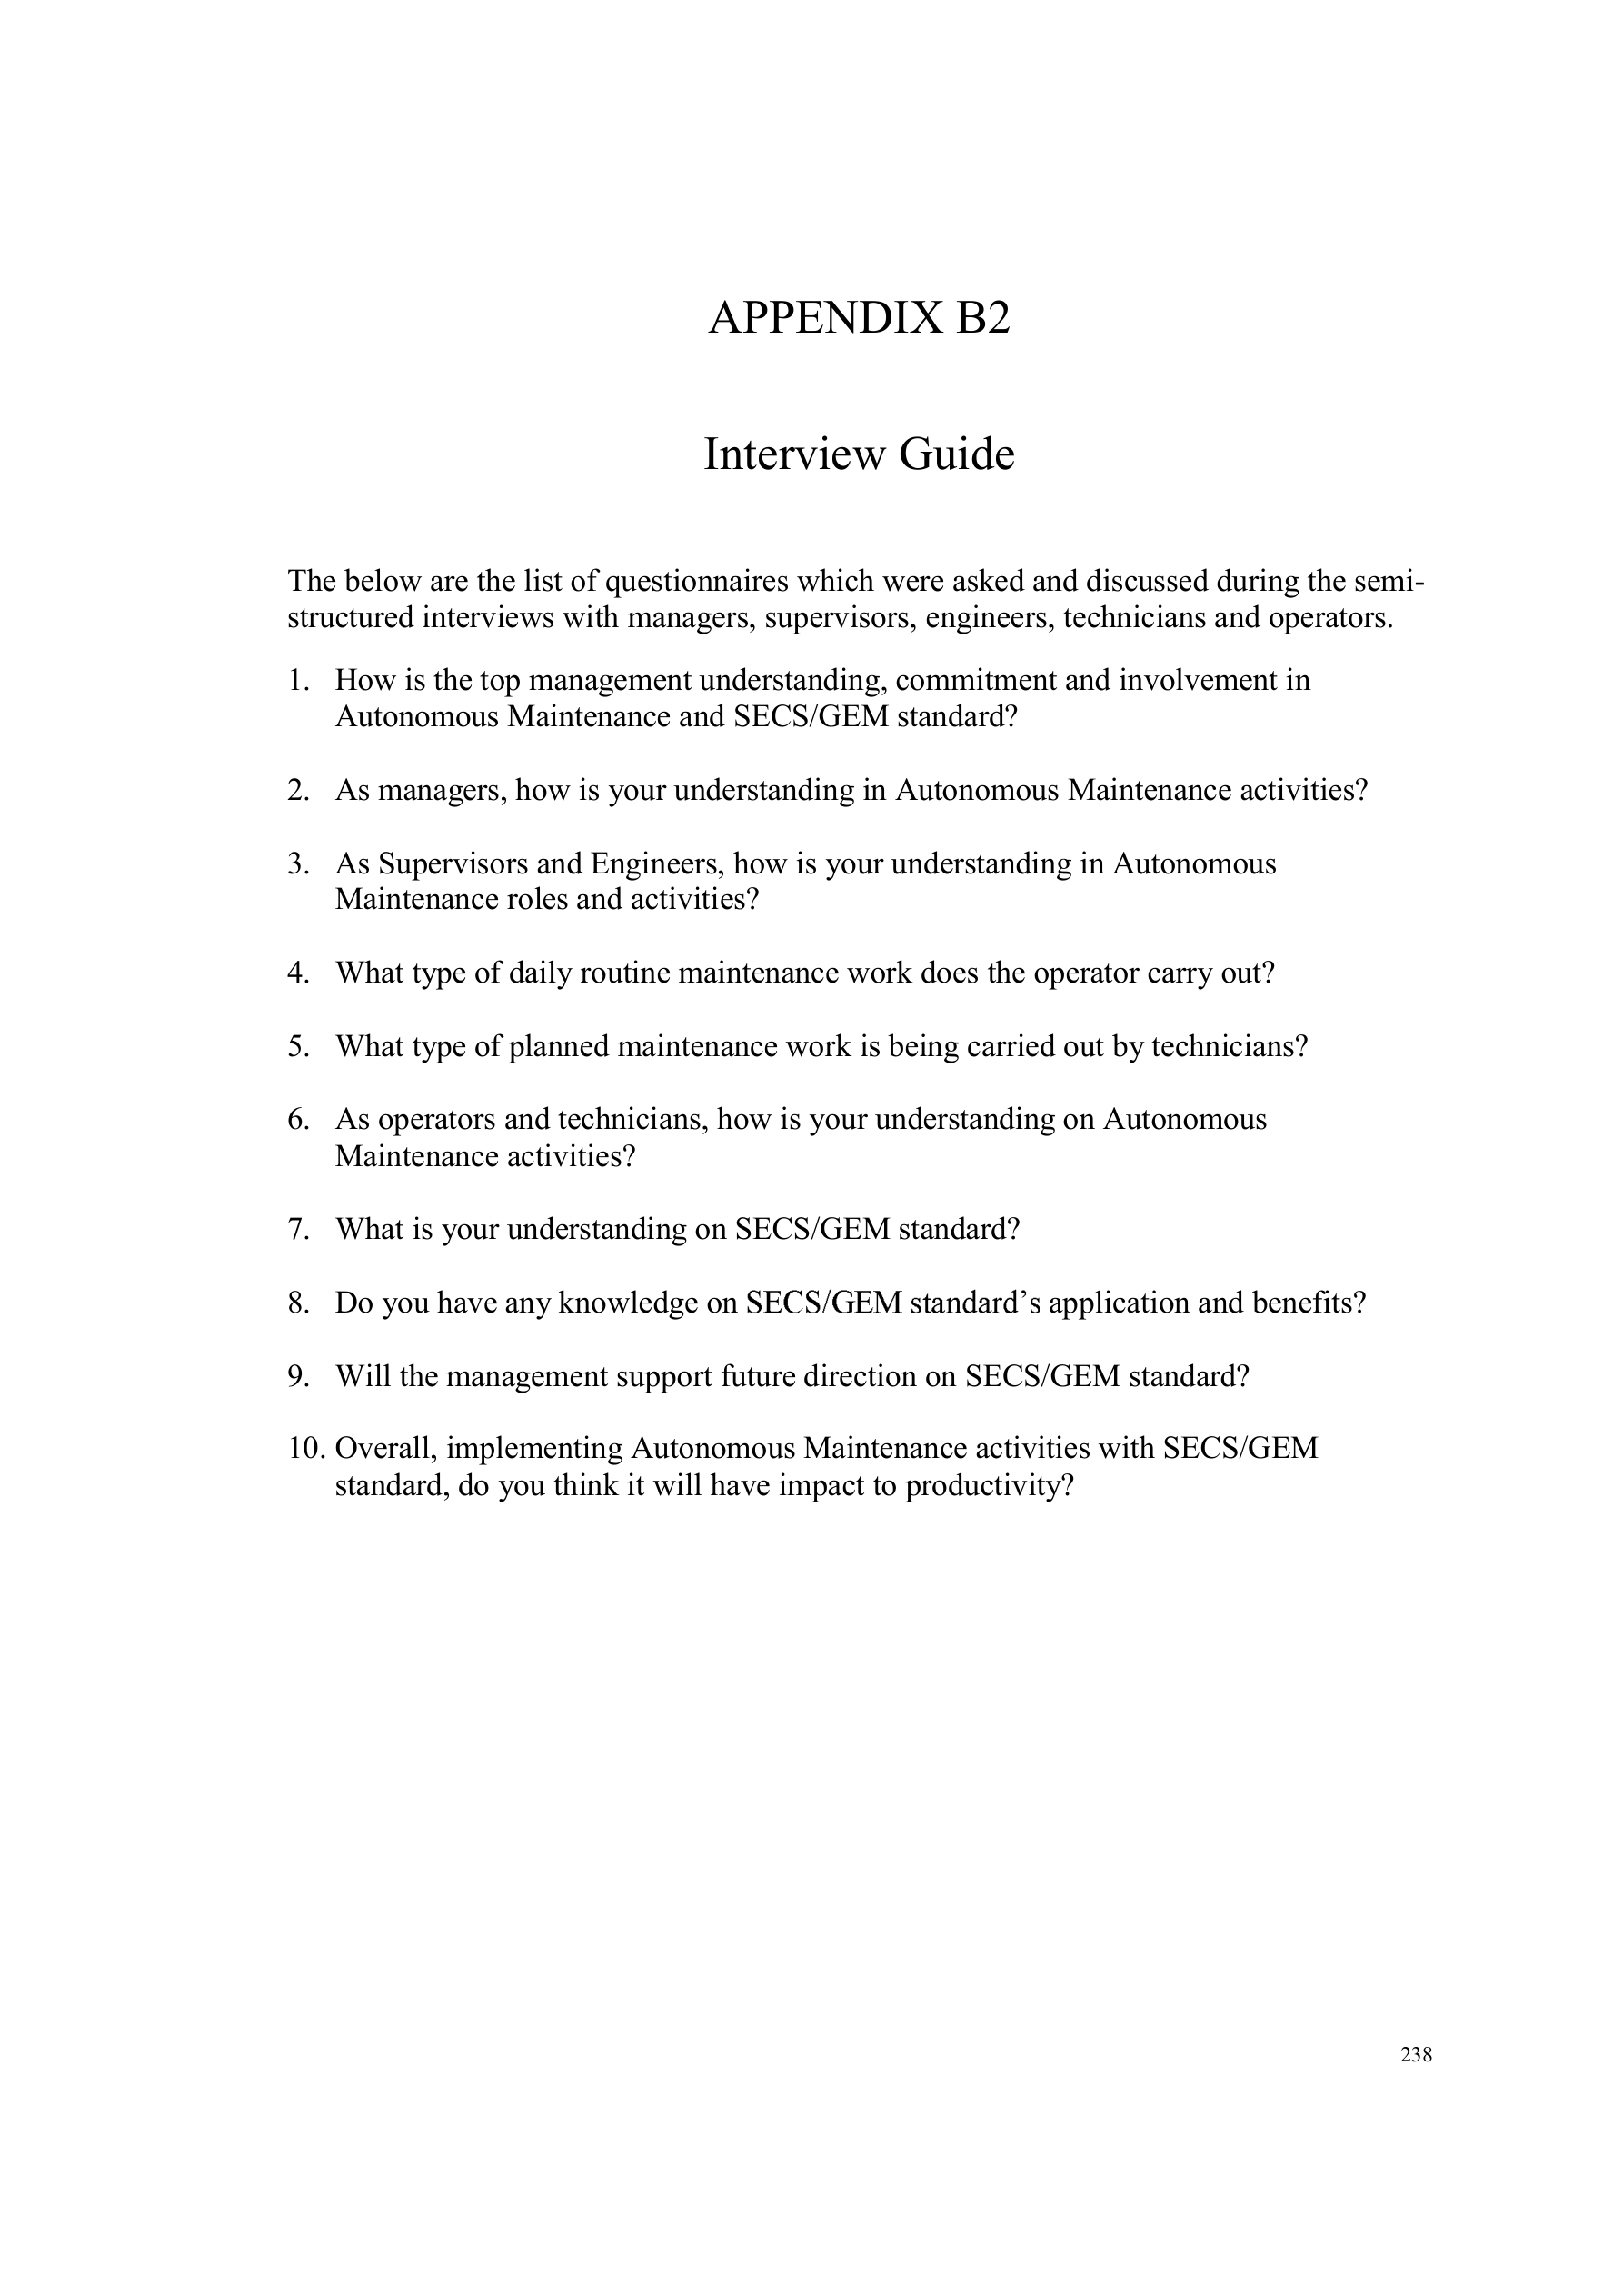 APPENDIX B2
Interview Guide
The below are the list of questionnaires which were asked and discussed during the semi-
structured interviews with managers, supervisors, engineers, technicians and operators.
1. How is the top management understanding, commitment and involvement in
Autonomous Maintenance and SECS/GEM standard?
2. As managers, how is your understanding in Autonomous Maintenance activities?
3. As Supervisors and Engineers, how is your understanding in Autonomous
Maintenance roles and activities?
4. What type of daily routine maintenance work does the operator carry out?
5. What type of planned maintenance work is being carried out by technicians?
6. As operators and technicians, how is your understanding on Autonomous
Maintenance activities?
7. What is your understanding on SECS/GEM standard?
8. Do you have any knowledge on SECS/GEM standard’s application and benefits?
9. Will the management support future direction on SECS/GEM standard?
10. Overall, implementing Autonomous Maintenance activities with SECS/GEM
standard, do you think it will have impact to productivity?
238